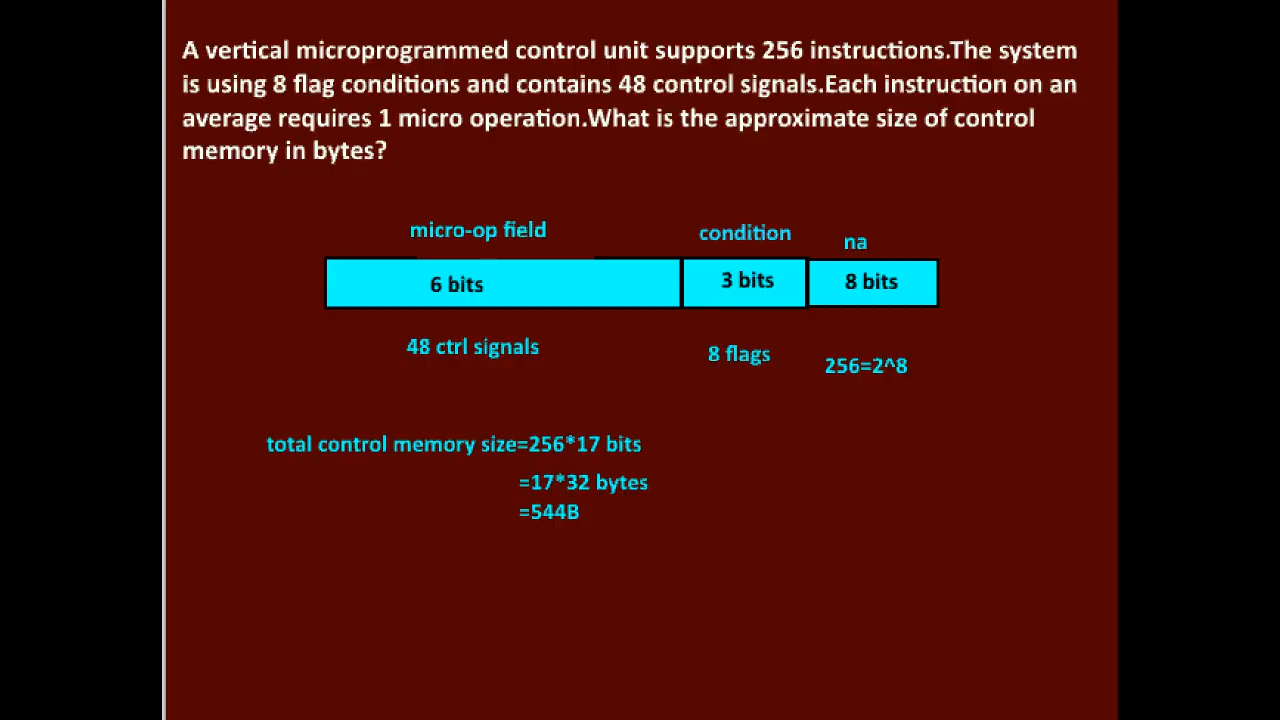 A vertical microprogrammed control unit supports 256 instructions.The system
is using 8 flag conditions and contains 48 control signals.Each instruction on an
average requires 1 micro operation.What is the approximate size of control
memory in bytes?
micro-op field
condition
na
6 bits
3 bits
8 bits
48 ctrl signals
8 flags
256=2^8
total control memory size=256*17 bits
=17*32 bytes
=544B